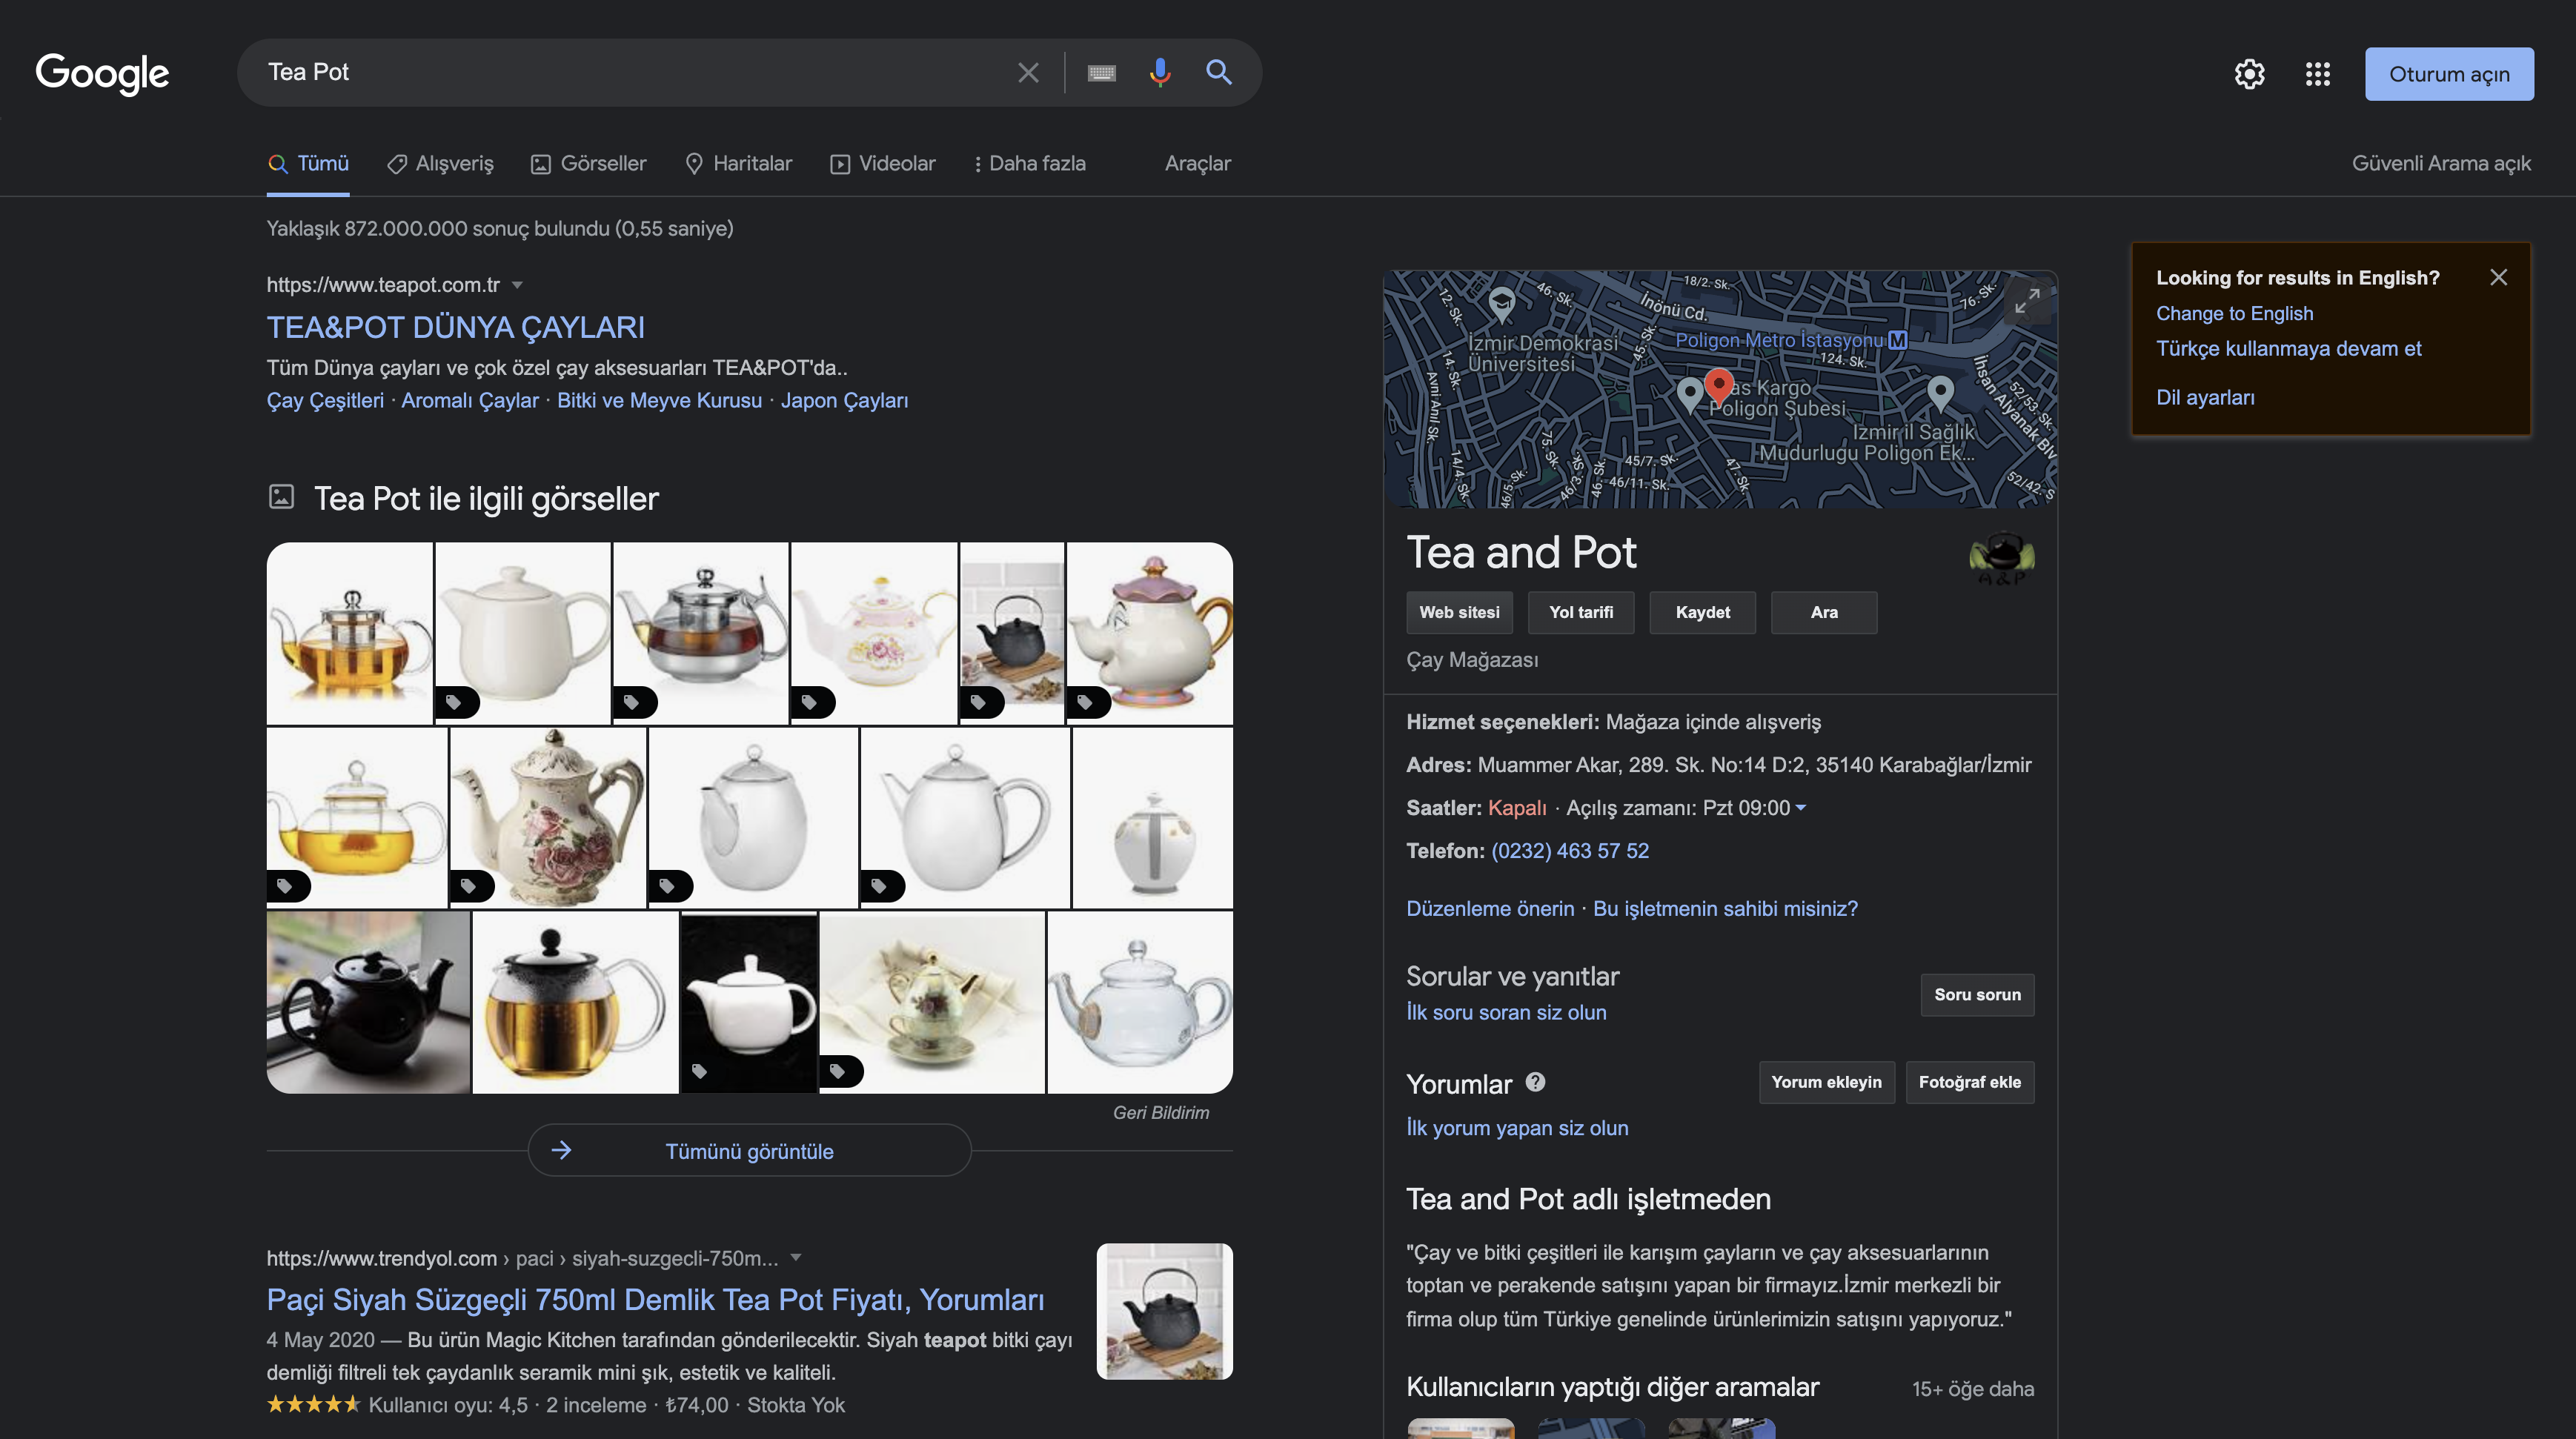 Google
Tea Pot
Oturum açın
Tümü
Alışveriş
Görseller
Haritalar
Videolar
Daha fazla
Araçlar
Güvenli Arama açık
Yaklaşık 872.000.000 sonuç bulundu (0,55 saniye)
https://www.teapot.com.tr
TEA&POT DÜNYA ÇAYLARI
Tüm Dünya çayları ve çok özel çay aksesuarları TEA&POT'da..
Çay Çeşitleri · Aromalı Çaylar · Bitki ve Meyve Kurusu · Japon Çayları
Tea Pot ile ilgili görseller
Geri Bildirim
Tümünü görüntüle
https://www.trendyol.com › paci › siyah-suzgecli-750m...
Paçi Siyah Süzgeçli 750ml Demlik Tea Pot Fiyatı, Yorumları
4 May 2020 — Bu ürün Magic Kitchen tarafından gönderilecektir. Siyah teapot bitki çayı
demliği filtreli tek çaydanlık seramik mini şık, estetik ve kaliteli.
Kullanıcı oyu: 4,5 · 2 inceleme · ₺74,00 · Stokta Yok
12. Sk.
46. Sk.
18/2. Sk.
İnönü Cd.
76. Sk.
İzmir Demokrasi
Üniversitesi
45. Sk.
Poligon Metro İstasyonu M
124. Sk.
14. Sk.
Avni Anıl Sk.
as Kargo
Poligon Şubesi
İhsan Alyanak Blv
52/53. Sk.
Izmir il Sağlık
Mudurlugu Poligon Ek...
75. Sk.
14/4. Sk.
46/5. Sk.
46/3. Sk.
46. Sk.
45/7. Sk.
46/11. Sk.
47. Sk.
52/42. S
Tea and Pot
A&P
Web sitesi
Yol tarifi
Kaydet
Ara
Çay Mağazası
Hizmet seçenekleri: Mağaza içinde alışveriş
Adres: Muammer Akar, 289. Sk. No:14 D:2, 35140 Karabağlar/İzmir
Saatler: Kapalı · Açılış zamanı: Pzt 09:00
Telefon: (0232) 463 57 52
Düzenleme önerin · Bu işletmenin sahibi misiniz?
Sorular ve yanıtlar
Soru sorun
İlk soru soran siz olun
Yorumlar
Yorum ekleyin
Fotoğraf ekle
İlk yorum yapan siz olun
Tea and Pot adlı işletmeden
"Çay ve bitki çeşitleri ile karışım çayların ve çay aksesuarlarının
toptan ve perakende satışını yapan bir firmayız.İzmir merkezli bir
firma olup tüm Türkiye genelinde ürünlerimizin satışını yapıyoruz."
Kullanıcıların yaptığı diğer aramalar
15+ öğe daha
Looking for results in English?
Change to English
Türkçe kullanmaya devam et
Dil ayarları